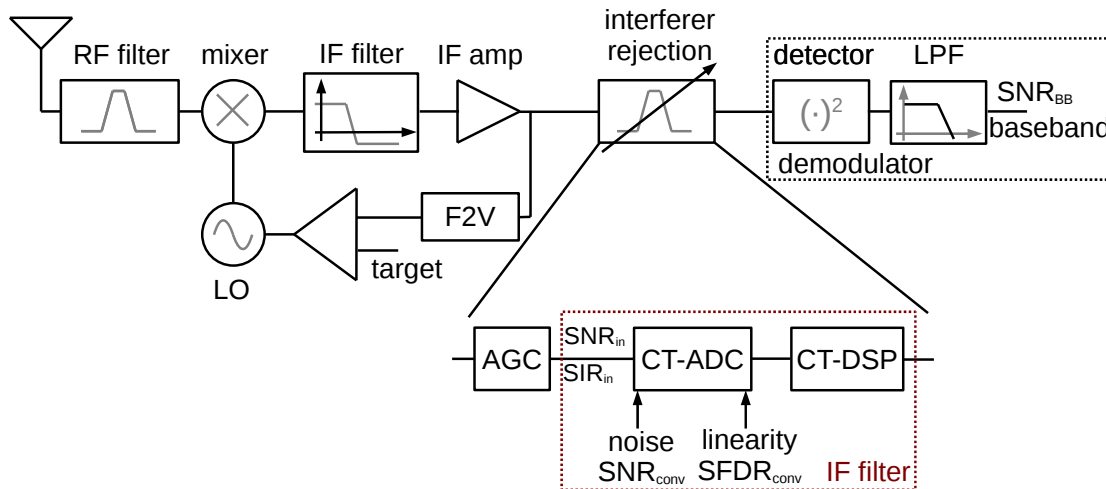 interferer
rejection
RF filter
mixer
IF filter
IF amp
detector
LPF
(·)²
SNR_BB
baseband
demodulator
F2V
target
LO
AGC
SNR_in
SIR_in
CT-ADC
CT-DSP
noise
SNR_conv
linearity
SFDR_conv
IF filter